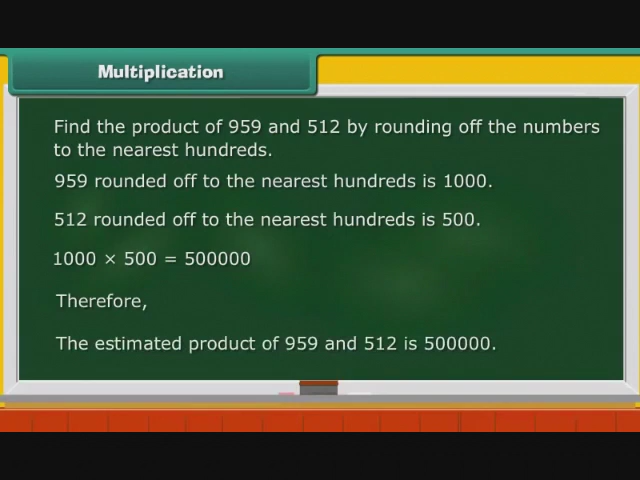 Multiplication
Find the product of 959 and 512 by rounding off the numbers
to the nearest hundreds.
959 rounded off to the nearest hundreds is 1000.
512 rounded off to the nearest hundreds is 500.
1000 × 500 = 500000
Therefore,
The estimated product of 959 and 512 is 500000.